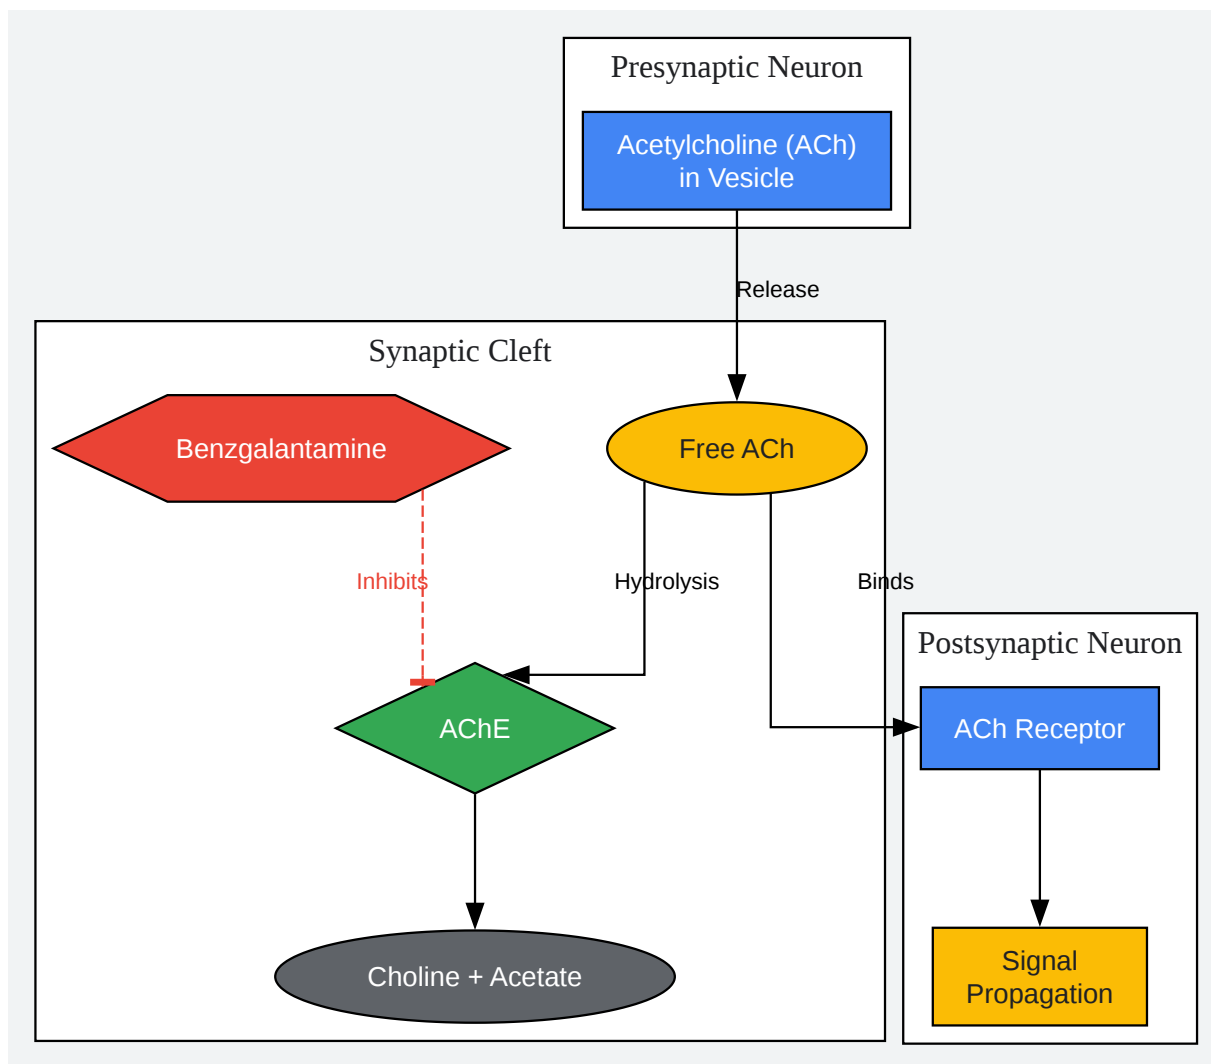 Presynaptic Neuron
Acetylcholine (ACh)
in Vesicle
Release
Synaptic Cleft
Benzgalantamine
Free ACh
Inhibits
Hydrolysis
Binds
Postsynaptic Neuron
AChE
ACh Receptor
Choline + Acetate
Signal
Propagation